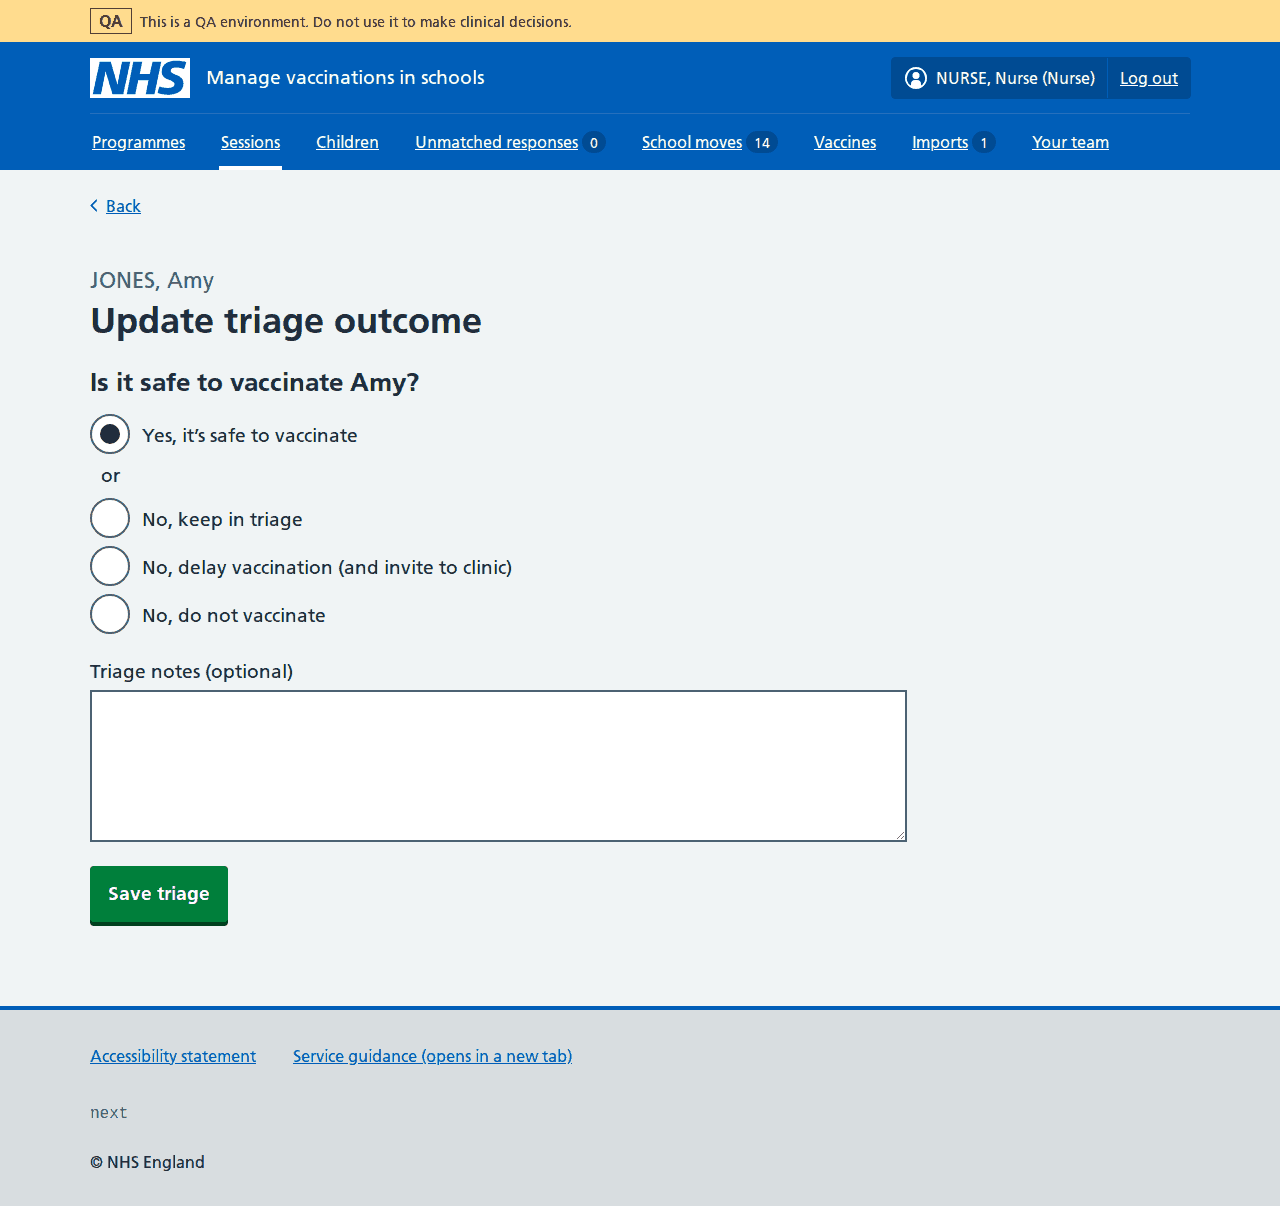 QA This is a QA environment. Do not use it to make clinical decisions.
NHS Manage vaccinations in schools NURSE, Nurse (Nurse) Log out
Programmes Sessions Children Unmatched responses 0 School moves 14 Vaccines Imports 1 Your team
Back
JONES, Amy
Update triage outcome
Is it safe to vaccinate Amy?
Yes, it’s safe to vaccinate
or
No, keep in triage
No, delay vaccination (and invite to clinic)
No, do not vaccinate
Triage notes (optional)
Save triage
Accessibility statement Service guidance (opens in a new tab)
next
© NHS England